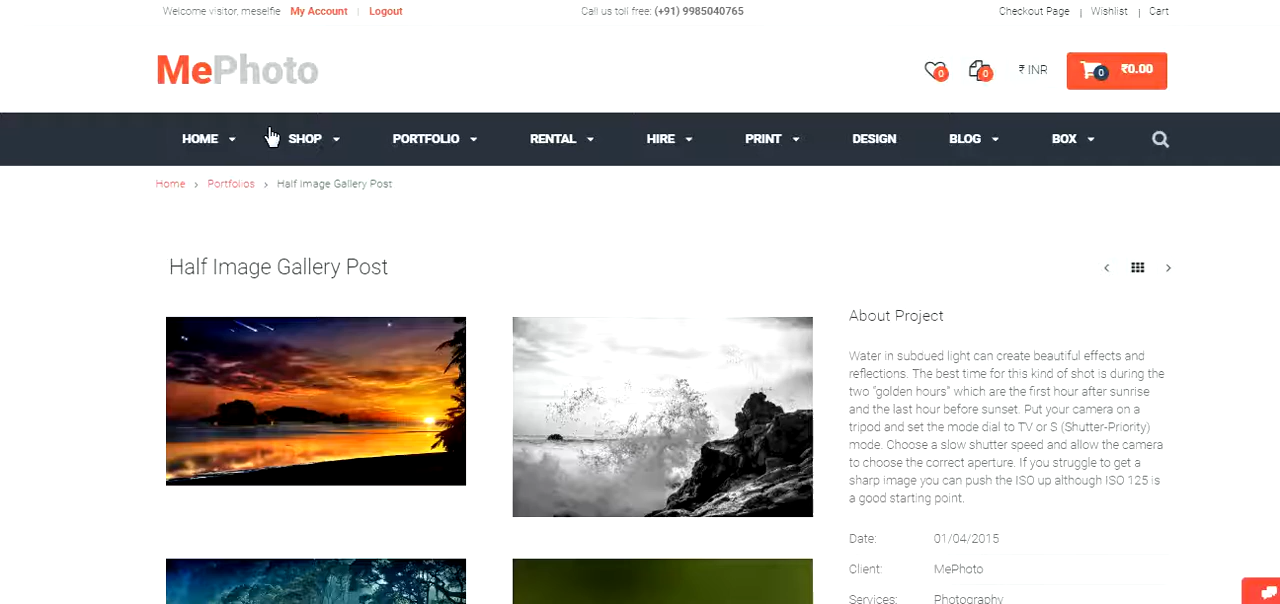 Welcome visitor, meselfie My Account | Logout Call us toll free: (+91) 9985040765 Checkout Page | Wishlist | Cart
MePhoto 0 0 ₹ INR 0 ₹0.00
HOME SHOP PORTFOLIO RENTAL HIRE PRINT DESIGN BLOG BOX
Home › Portfolios › Half Image Gallery Post
Half Image Gallery Post
About Project
Water in subdued light can create beautiful effects and
reflections. The best time for this kind of shot is during the
two "golden hours" which are the first hour after sunrise
and the last hour before sunset. Put your camera on a
tripod and set the mode dial to TV or S (Shutter-Priority)
mode. Choose a slow shutter speed and allow the camera
to choose the correct aperture. If you struggle to get a
sharp image you can push the ISO up although ISO 125 is
a good starting point.
Date: 01/04/2015
Client: MePhoto
Services: Photography